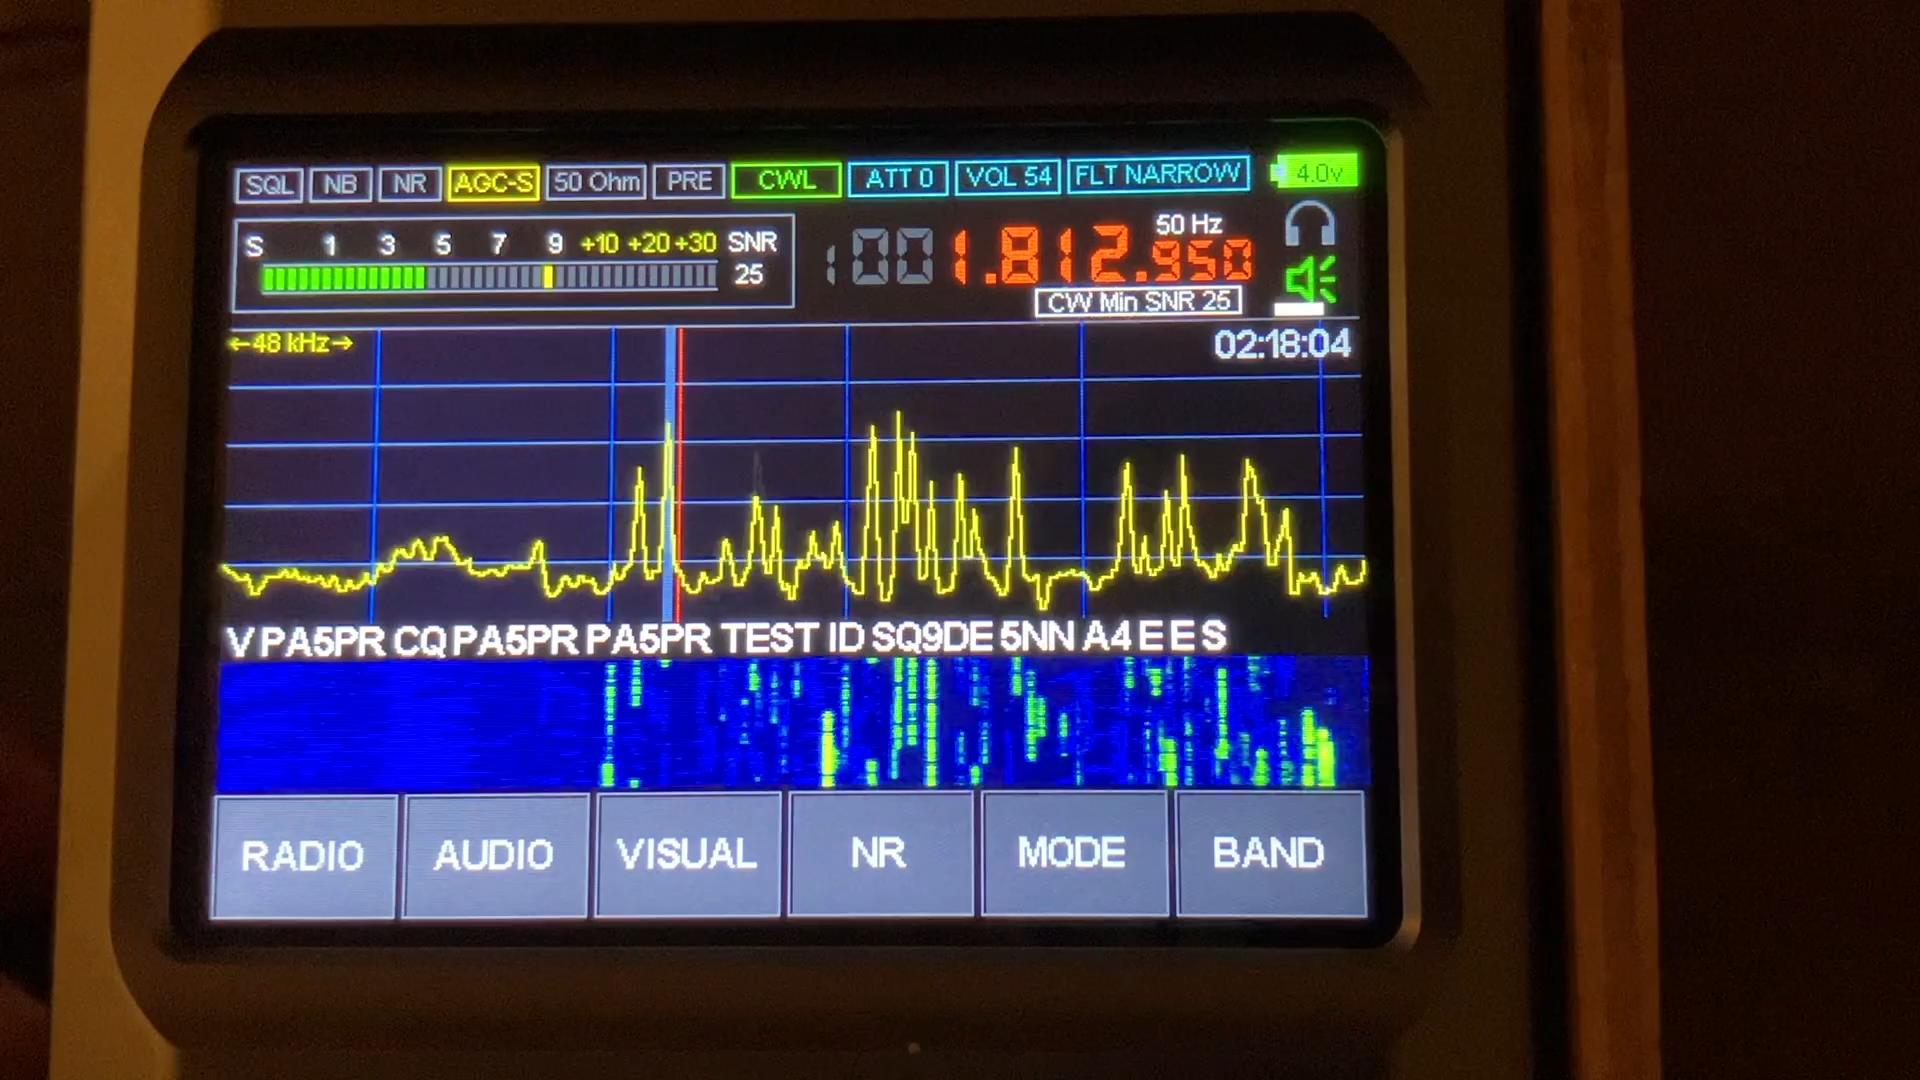 SQL NB NR AGC-S 50 Ohm PRE CWL ATT 0 VOL 54 FLT NARROW 4.0v
S 1 3 5 7 9 +10 +20 +30 SNR
25
1.812.950
50 Hz
CW Min SNR 25
←48 kHz→
02:18:04
V PA5PR CQ PA5PR PA5PR TEST ID SQ9DE 5NN A4 E E S
RADIO AUDIO VISUAL NR MODE BAND